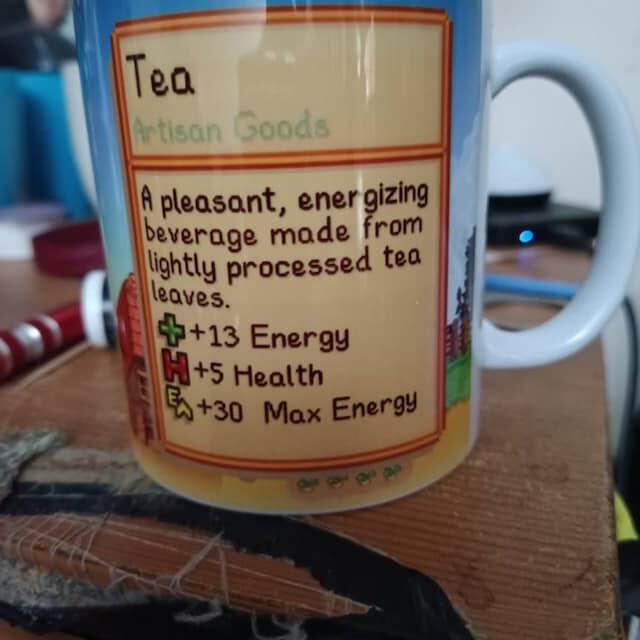 Tea
Artisan Goods
A pleasant, energizing
beverage made from
lightly processed tea
leaves.
+13 Energy
+5 Health
+30 Max Energy